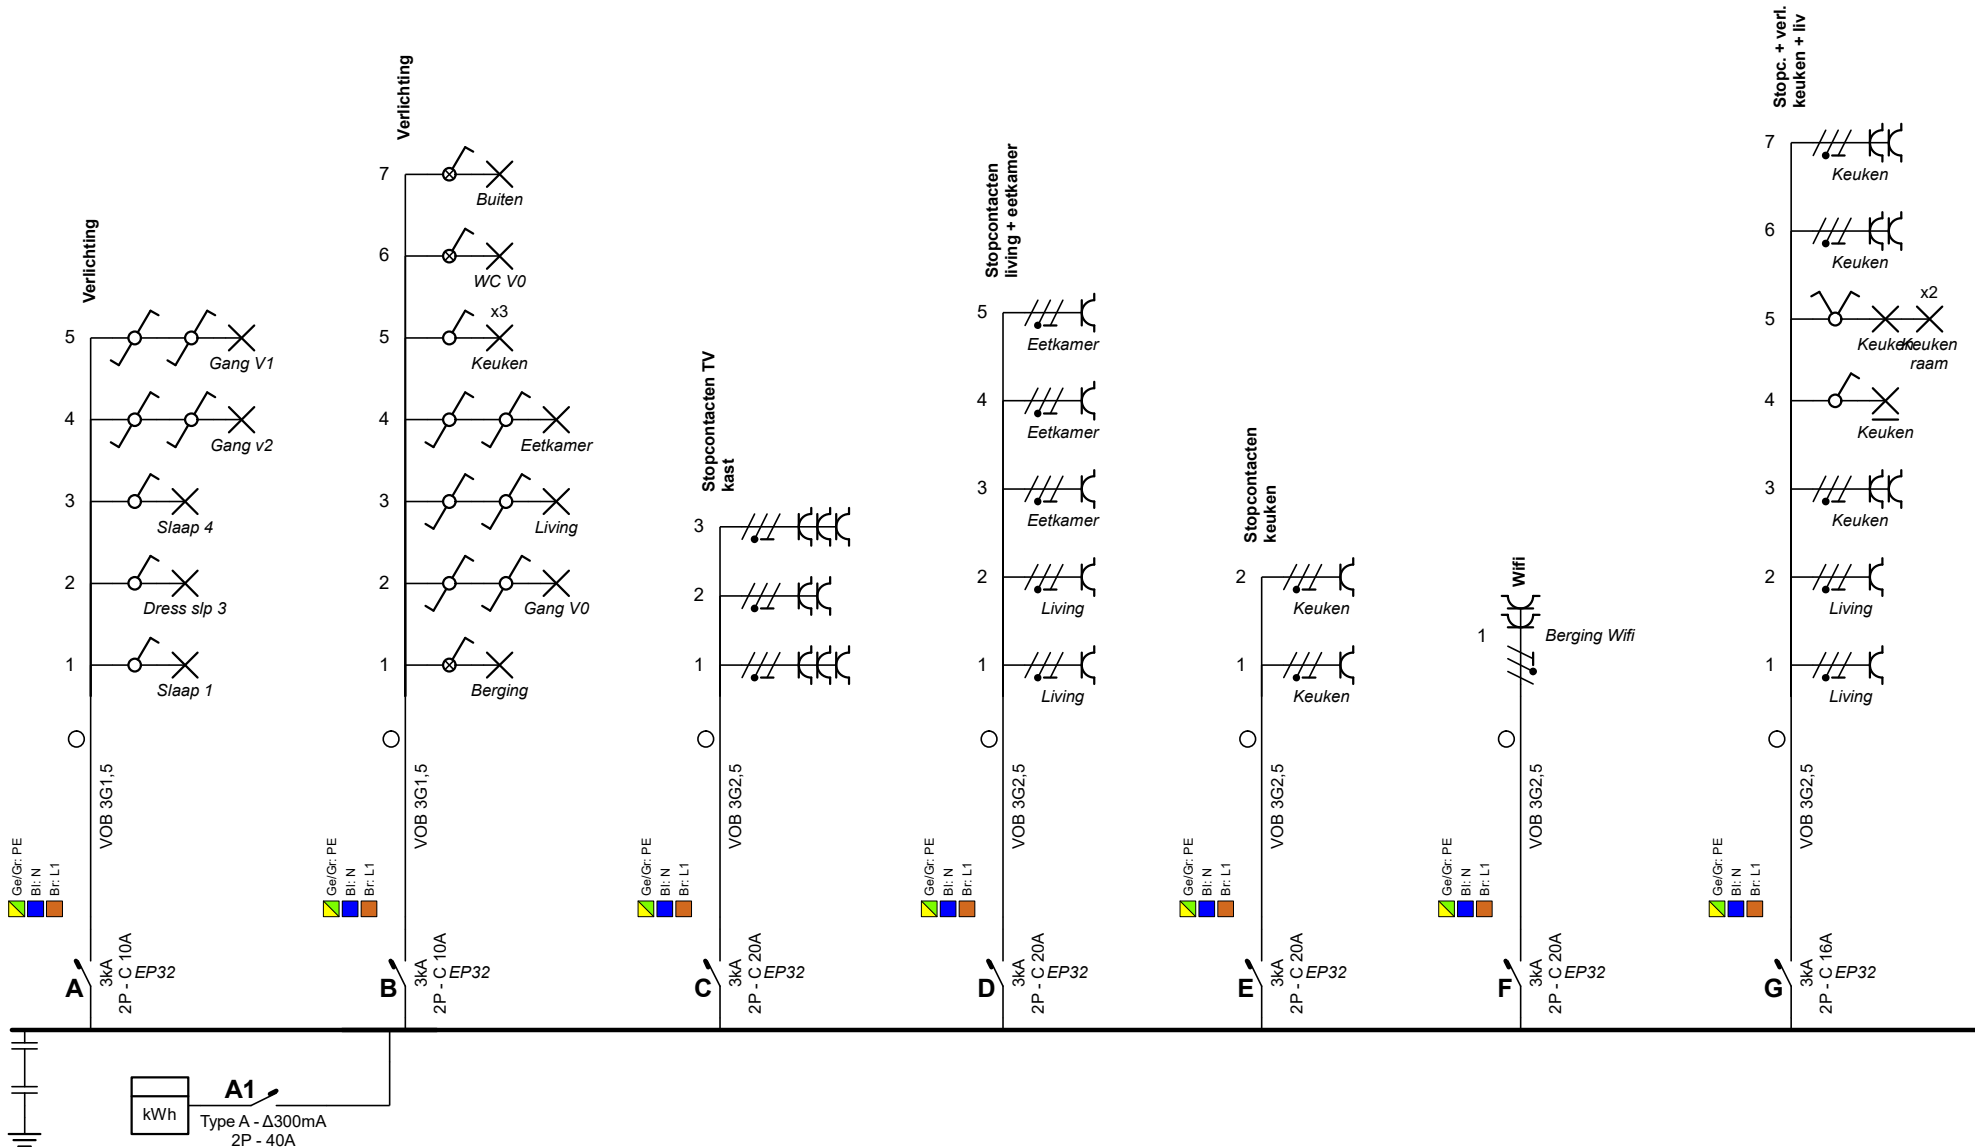 Verlichting
5
Gang V1
4
Gang v2
3
Slaap 4
2
Dress slp 3
1
Slaap 1
VOB 3G1,5
Ge/Gr: PE
Bl: N
Br: L1
A
3kA
2P - C 10A
EP32
Verlichting
7
Buiten
6
WC V0
5
x3
Keuken
4
Eetkamer
3
Living
2
Gang V0
1
Berging
VOB 3G1,5
Ge/Gr: PE
Bl: N
Br: L1
B
3kA
2P - C 10A
EP32
Stopcontacten TV
kast
3
2
1
VOB 3G2,5
Ge/Gr: PE
Bl: N
Br: L1
C
3kA
2P - C 20A
EP32
Stopcontacten
living + eetkamer
5
Eetkamer
4
Eetkamer
3
Eetkamer
2
Living
1
Living
VOB 3G2,5
Ge/Gr: PE
Bl: N
Br: L1
D
3kA
2P - C 20A
EP32
Stopcontacten
keuken
2
Keuken
1
Keuken
VOB 3G2,5
Ge/Gr: PE
Bl: N
Br: L1
E
3kA
2P - C 20A
EP32
Wifi
1
Berging Wifi
VOB 3G2,5
Ge/Gr: PE
Bl: N
Br: L1
F
3kA
2P - C 20A
EP32
Stopc. + verl.
keuken + liv
7
Keuken
6
Keuken
5
x2
Keuken
Keuken
raam
4
Keuken
3
Keuken
2
Living
1
Living
VOB 3G2,5
Ge/Gr: PE
Bl: N
Br: L1
G
3kA
2P - C 16A
EP32
kWh
A1
Type A - Δ300mA
2P - 40A